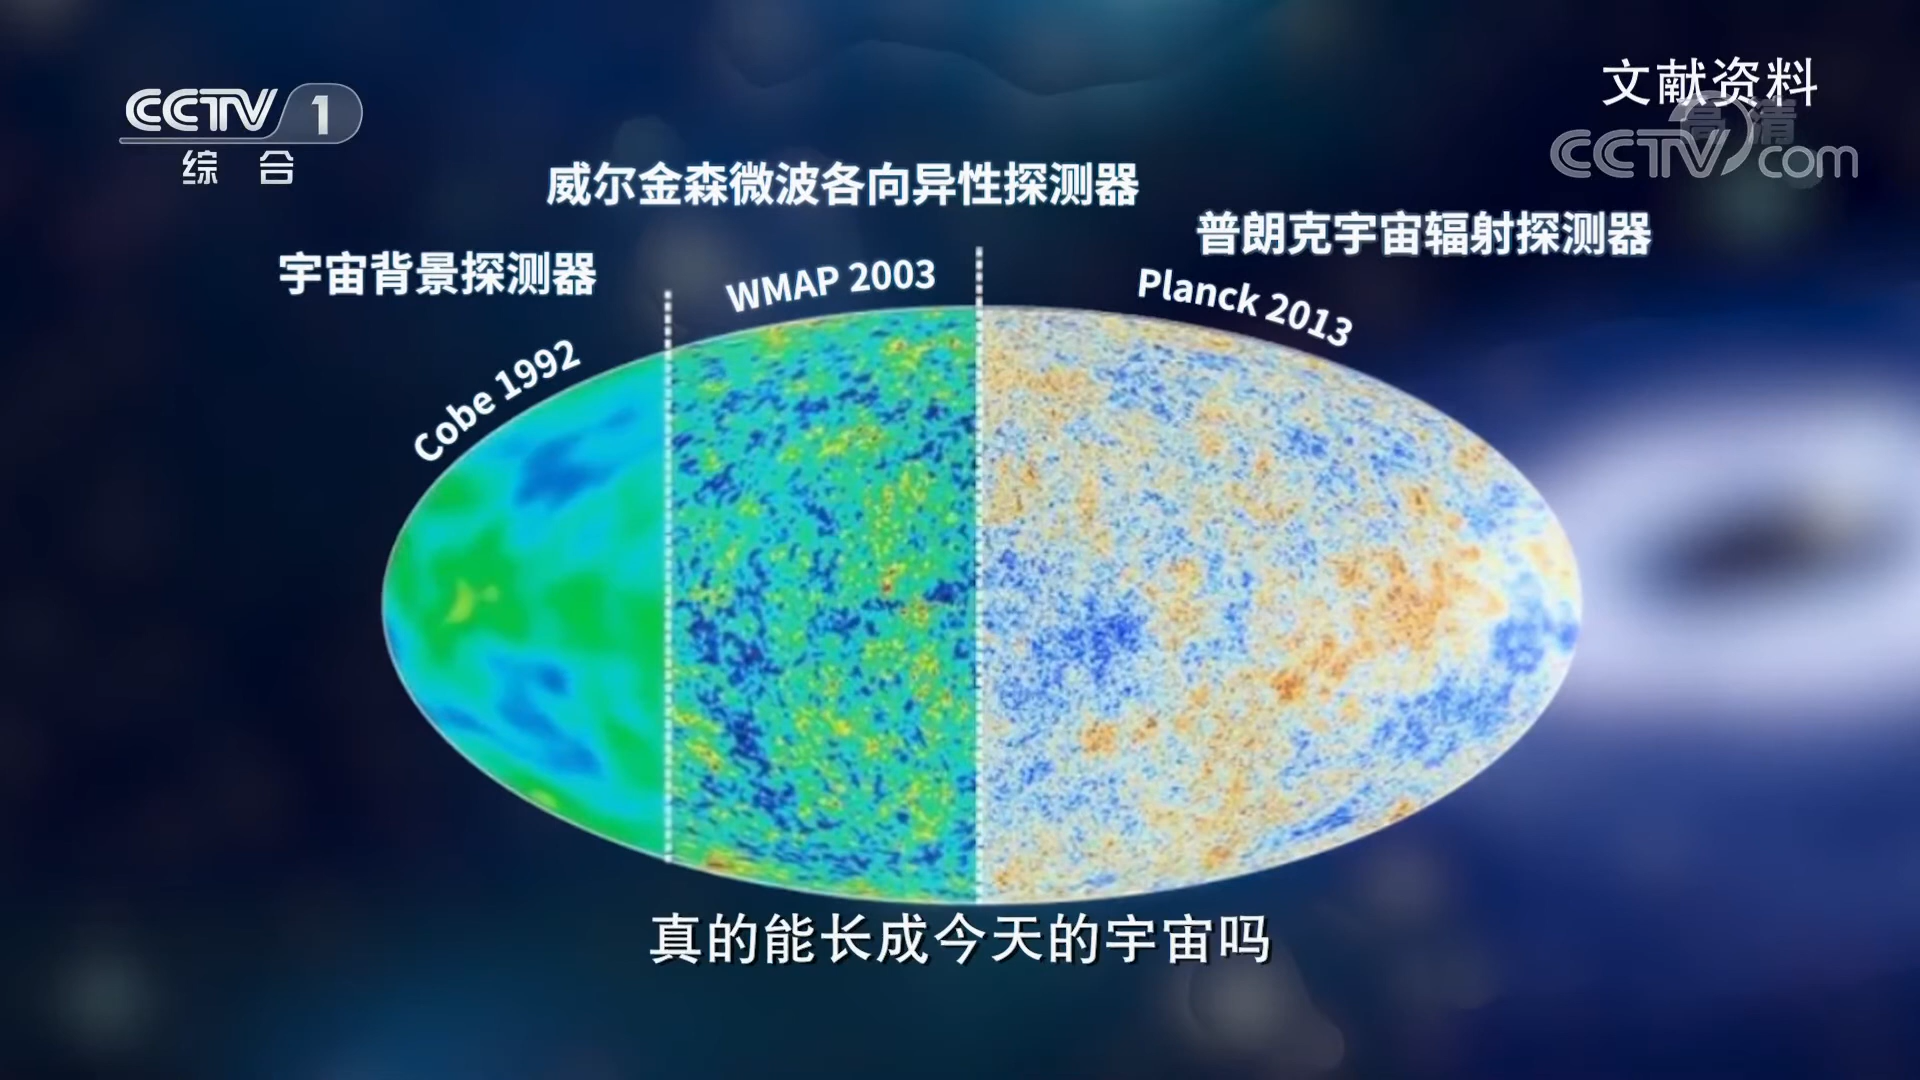 CCTV 1
综合
文献资料
高清
CCTV.com
威尔金森微波各向异性探测器
普朗克宇宙辐射探测器
宇宙背景探测器
WMAP 2003
Planck 2013
Cobe 1992
真的能长成今天的宇宙吗